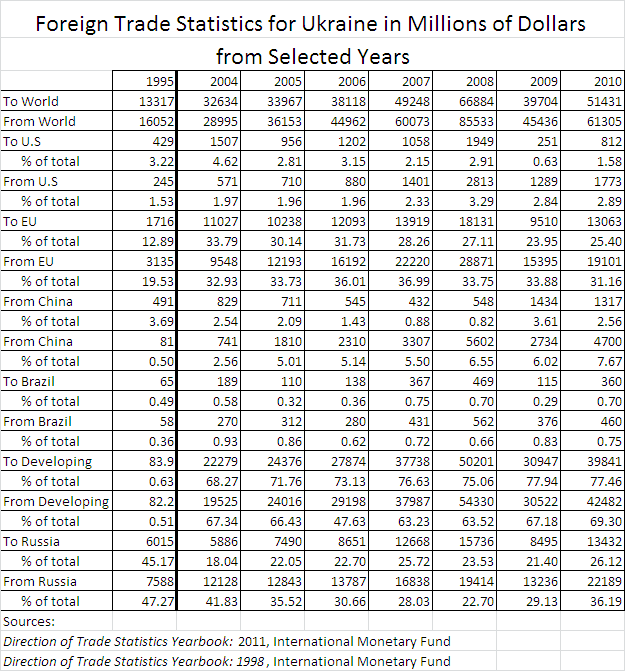 Foreign Trade Statistics for Ukraine in Millions of Dollars
from Selected Years
1995 2004 2005 2006 2007 2008 2009 2010
To World 13317 32634 33967 38118 49248 66884 39704 51431
From World 16052 28995 36153 44962 60073 85533 45436 61305
To U.S 429 1507 956 1202 1058 1949 251 812
% of total 3.22 4.62 2.81 3.15 2.15 2.91 0.63 1.58
From U.S 245 571 710 880 1401 2813 1289 1773
% of total 1.53 1.97 1.96 1.96 2.33 3.29 2.84 2.89
To EU 1716 11027 10238 12093 13919 18131 9510 13063
% of total 12.89 33.79 30.14 31.73 28.26 27.11 23.95 25.40
From EU 3135 9548 12193 16192 22220 28871 15395 19101
% of total 19.53 32.93 33.73 36.01 36.99 33.75 33.88 31.16
From China 491 829 711 545 432 548 1434 1317
% of total 3.69 2.54 2.09 1.43 0.88 0.82 3.61 2.56
From China 81 741 1810 2310 3307 5602 2734 4700
% of total 0.50 2.56 5.01 5.14 5.50 6.55 6.02 7.67
To Brazil 65 189 110 138 367 469 115 360
% of total 0.49 0.58 0.32 0.36 0.75 0.70 0.29 0.70
From Brazil 58 270 312 280 431 562 376 460
% of total 0.36 0.93 0.86 0.62 0.72 0.66 0.83 0.75
To Developing 83.9 22279 24376 27874 37738 50201 30947 39841
% of total 0.63 68.27 71.76 73.13 76.63 75.06 77.94 77.46
From Developing 82.2 19525 24016 29198 37987 54330 30522 42482
% of total 0.51 67.34 66.43 47.63 63.23 63.52 67.18 69.30
To Russia 6015 5886 7490 8651 12668 15736 8495 13432
% of total 45.17 18.04 22.05 22.70 25.72 23.53 21.40 26.12
From Russia 7588 12128 12843 13787 16838 19414 13236 22189
% of total 47.27 41.83 35.52 30.66 28.03 22.70 29.13 36.19
Sources:
Direction of Trade Statistics Yearbook: 2011, International Monetary Fund
Direction of Trade Statistics Yearbook: 1998, International Monetary Fund